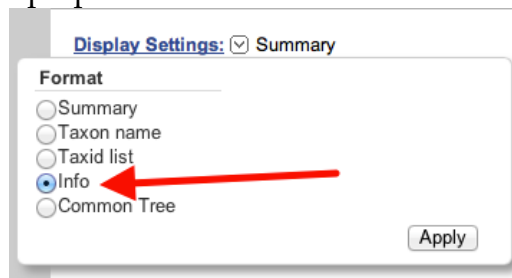 Display Settings: Summary
Format
Summary
Taxon name
Taxid list
Info
Common Tree
Apply